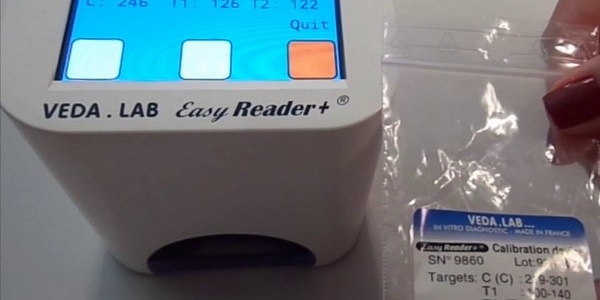 C: 246 T1: 126 T2: 122
Quit
VEDA.LAB Easy Reader+®
VEDA.LAB...
IN VITRO DIAGNOSTIC - MADE IN FRANCE
Easy Reader+® Calibration
SN° 9860 Lot:
Targets: C (C) :
T1